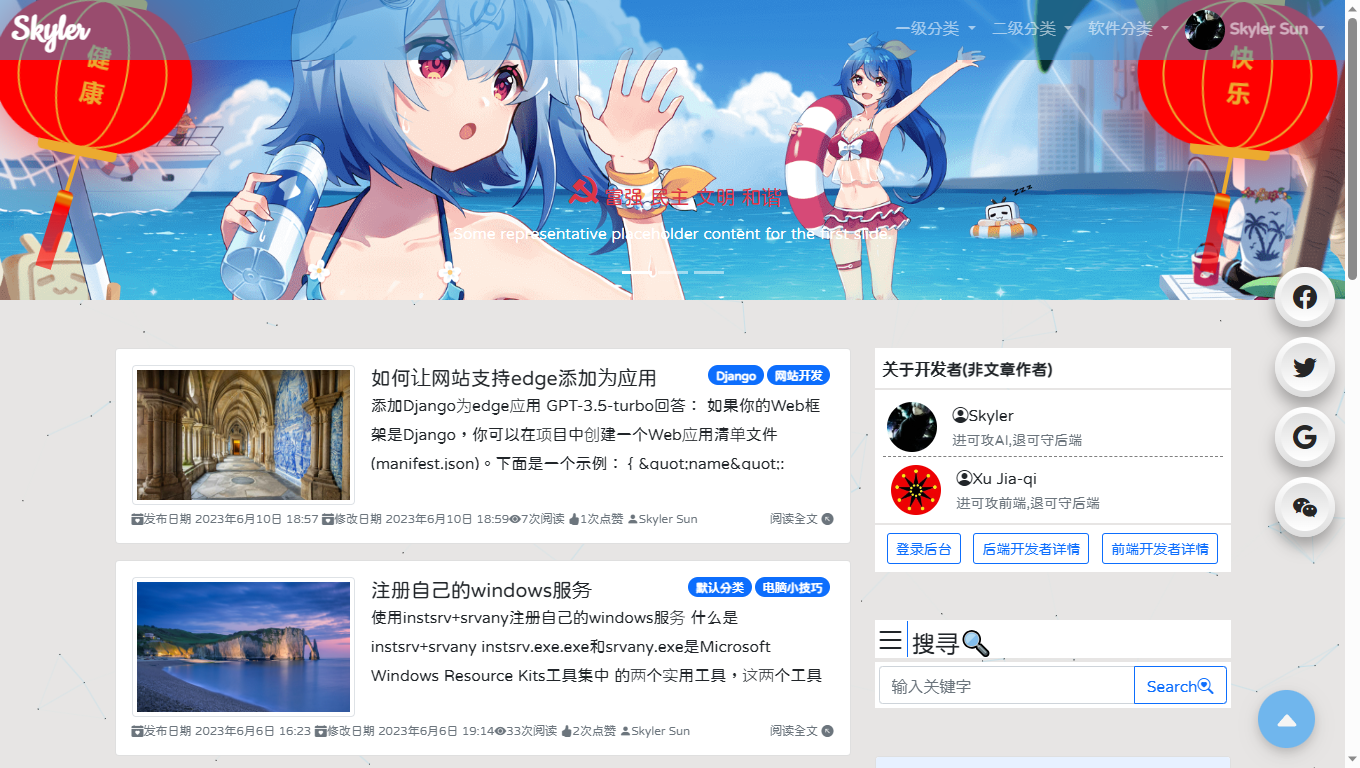 Skyler
一级分类
二级分类
软件分类
Skyler Sun
健康
快乐
富强 民主 文明 和谐
Some representative placeholder content for the first slide.
zzz
如何让网站支持edge添加为应用
Django
网站开发
添加Django为edge应用 GPT-3.5-turbo回答： 如果你的Web框
架是Django，你可以在项目中创建一个Web应用清单文件
(manifest.json)。下面是一个示例： { &quot;name&quot;:
发布日期 2023年6月10日 18:57 修改日期 2023年6月10日 18:59 7次阅读 1次点赞 Skyler Sun
阅读全文
注册自己的windows服务
默认分类
电脑小技巧
使用instsrv+srvany注册自己的windows服务 什么是
instsrv+srvany instsrv.exe.exe和srvany.exe是Microsoft
Windows Resource Kits工具集中 的两个实用工具，这两个工具
发布日期 2023年6月6日 16:23 修改日期 2023年6月6日 19:14 33次阅读 2次点赞 Skyler Sun
阅读全文
关于开发者(非文章作者)
Skyler
进可攻AI,退可守后端
Xu Jia-qi
进可攻前端,退可守后端
登录后台
后端开发者详情
前端开发者详情
搜寻
输入关键字
Search